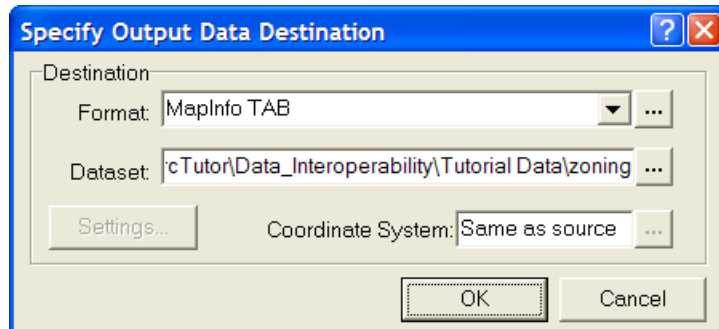 Specify Output Data Destination
Destination
Format: MapInfo TAB ...
Dataset: rcTutor\Data_Interoperability\Tutorial Data\zoning ...
Settings... Coordinate System: Same as source ...
OK Cancel